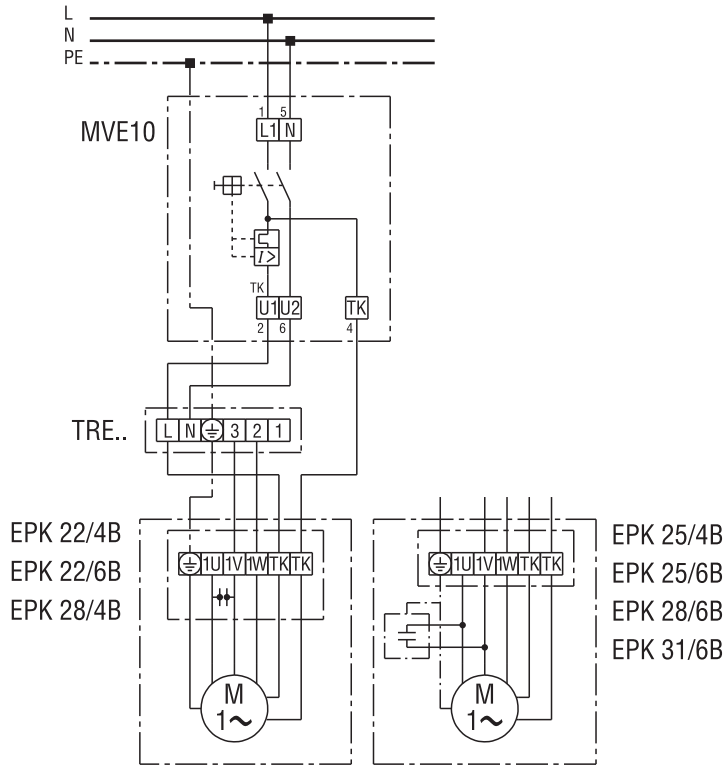 L
N
PE
MVE10
1 5
L1 N
I>
TK
U1 U2 TK
2 6 4
TRE..
L N 3 2 1
EPK 22/4B
EPK 22/6B
EPK 28/4B
1U 1V 1W TK TK
M
1~
1U 1V 1W TK TK
M
1~
EPK 25/4B
EPK 25/6B
EPK 28/6B
EPK 31/6B